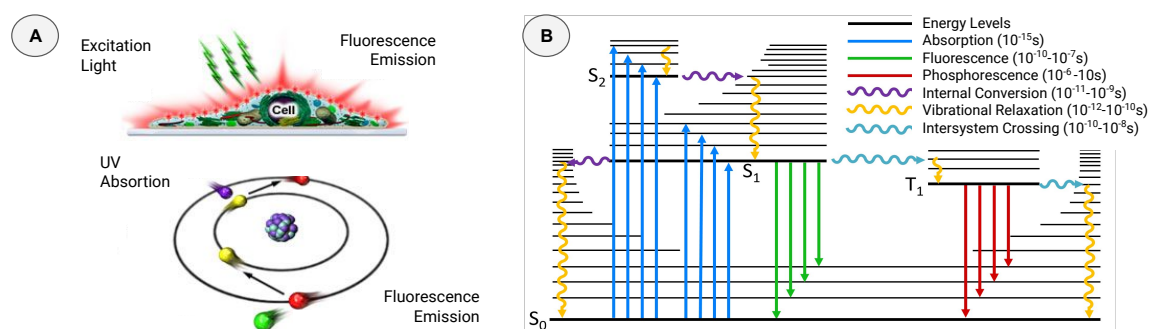 A
Excitation
Light
Fluorescence
Emission
Cell
UV
Absortion
Fluorescence
Emission
B
Energy Levels
Absorption (10⁻¹⁵s)
Fluorescence (10⁻¹⁰-10⁻⁷s)
Phosphorescence (10⁻⁶-10s)
Internal Conversion (10⁻¹¹-10⁻⁹s)
Vibrational Relaxation (10⁻¹²-10⁻¹⁰s)
Intersystem Crossing (10⁻¹⁰-10⁻⁸s)
S₂
S₁
T₁
S₀